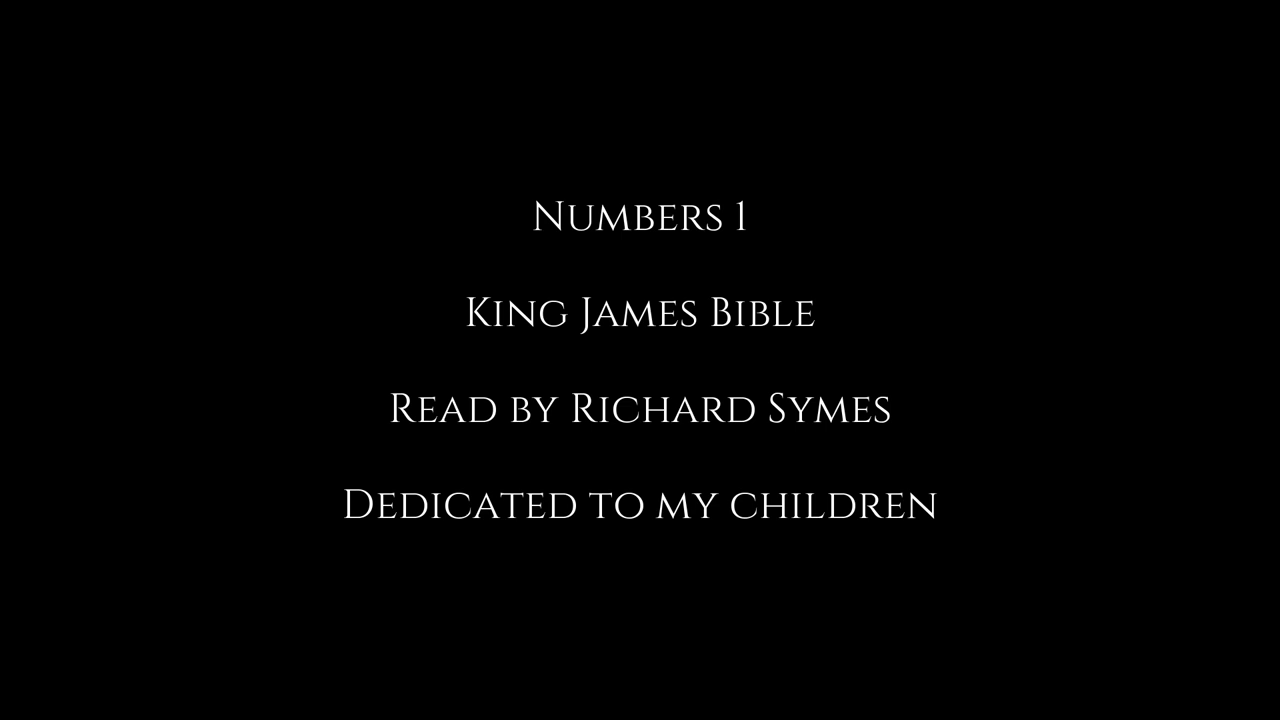 Numbers 1
King James Bible
Read by Richard Symes
Dedicated to my children